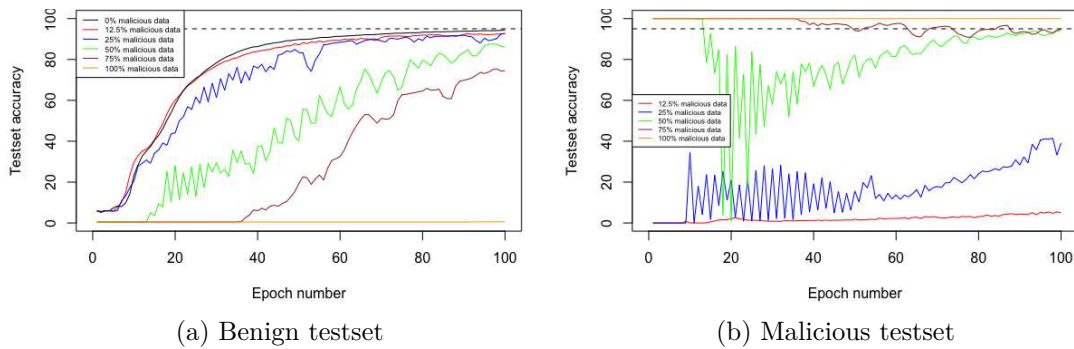 Testset accuracy
100
80
60
40
20
0
0% malicious data
12.5% malicious data
25% malicious data
50% malicious data
75% malicious data
100% malicious data
0 20 40 60 80 100
Epoch number
(a) Benign testset
Testset accuracy
100
80
60
40
20
0
12.5% malicious data
25% malicious data
50% malicious data
75% malicious data
100% malicious data
0 20 40 60 80 100
Epoch number
(b) Malicious testset